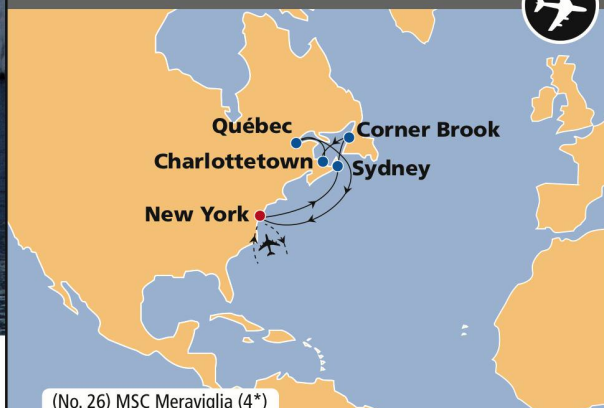 Québec
Corner Brook
Charlottetown
Sydney
New York
(No. 26) MSC Meraviglia (4*)